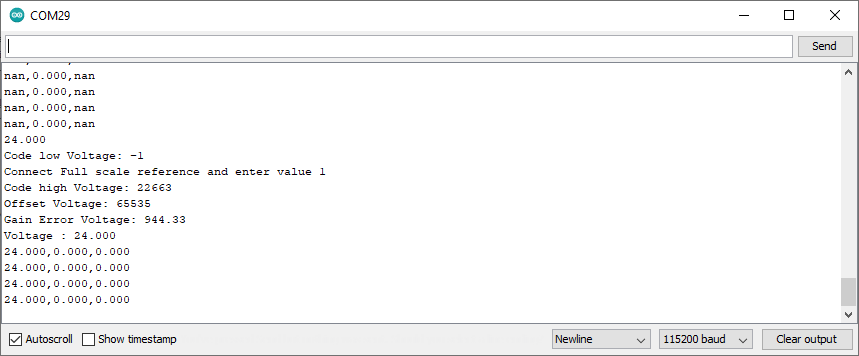 COM29
Send
nan,0.000,nan
nan,0.000,nan
nan,0.000,nan
nan,0.000,nan
24.000
Code low Voltage: -1
Connect Full scale reference and enter value 1
Code high Voltage: 22663
Offset Voltage: 65535
Gain Error Voltage: 944.33
Voltage : 24.000
24.000,0.000,0.000
24.000,0.000,0.000
24.000,0.000,0.000
24.000,0.000,0.000
Autoscroll Show timestamp Newline 115200 baud Clear output